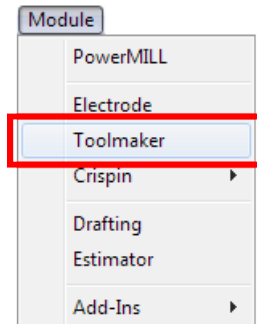 Module
PowerMILL
Electrode
Toolmaker
Crispin
Drafting
Estimator
Add-Ins